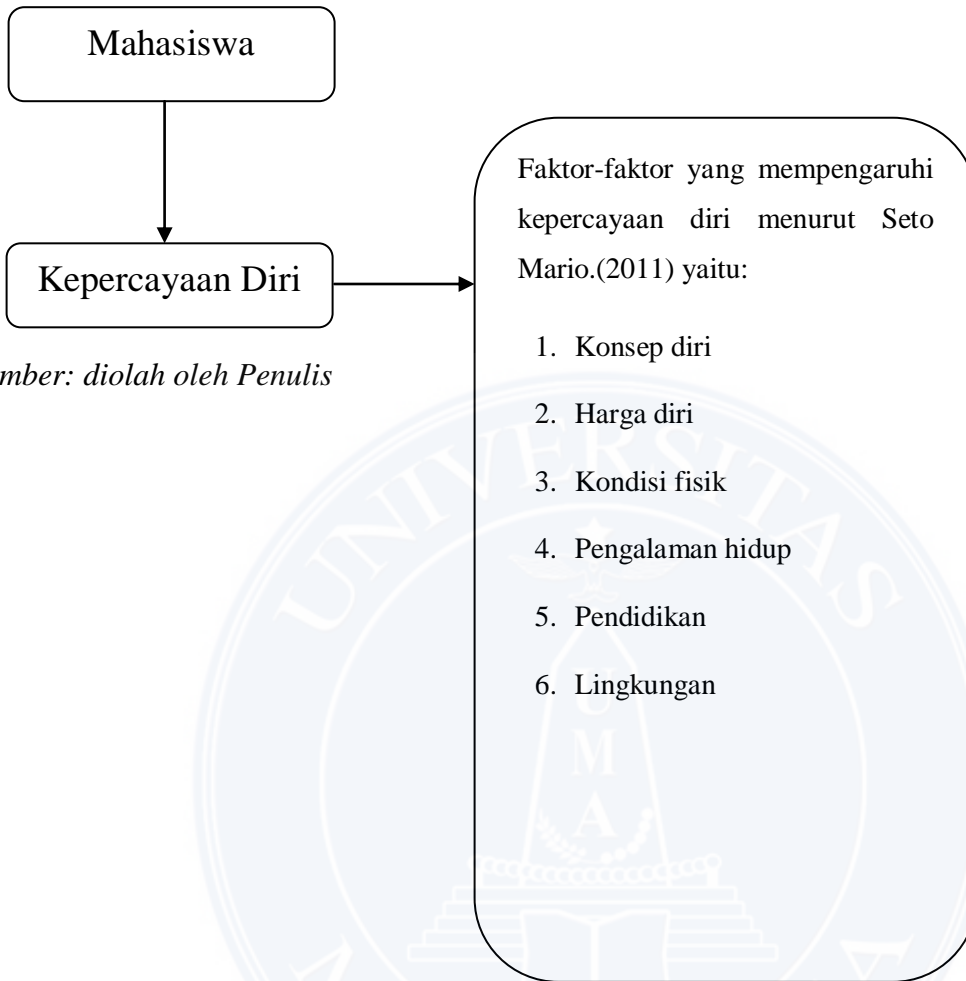 Mahasiswa
Kepercayaan Diri
mber: diolah oleh Penulis
Faktor-faktor yang mempengaruhi
kepercayaan diri menurut Seto
Mario.(2011) yaitu:
1. Konsep diri
2. Harga diri
3. Kondisi fisik
4. Pengalaman hidup
5. Pendidikan
6. Lingkungan
UNIVERSITAS
U
M
A